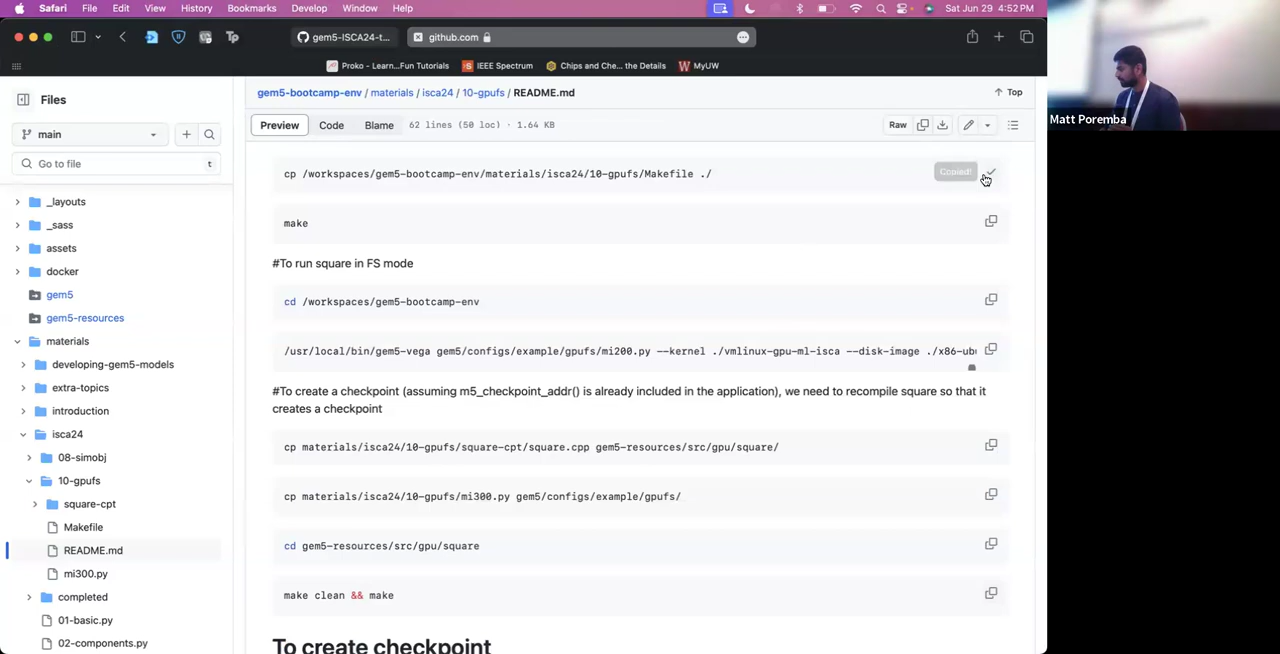 Safari File Edit View History Bookmarks Develop Window Help Sat Jun 29 4:52 PM
Tp gem5-ISCA24-t... github.com
Proko - Learn...Fun Tutorials IEEE Spectrum Chips and Che... the Details MyUW
Files
main
Go to file t
_layouts
_sass
assets
docker
gem5
gem5-resources
materials
developing-gem5-models
extra-topics
introduction
isca24
08-simobj
10-gpufs
square-cpt
Makefile
README.md
mi300.py
completed
01-basic.py
02-components.py
gem5-bootcamp-env / materials / isca24 / 10-gpufs / README.md Top
Preview Code Blame 62 lines (50 loc) · 1.64 KB Raw
cp /workspaces/gem5-bootcamp-env/materials/isca24/10-gpufs/Makefile ./ Copied!
make
#To run square in FS mode
cd /workspaces/gem5-bootcamp-env
/usr/local/bin/gem5-vega gem5/configs/example/gpufs/mi200.py --kernel ./vmlinux-gpu-ml-isca --disk-image ./x86-ubu
#To create a checkpoint (assuming m5_checkpoint_addr() is already included in the application), we need to recompile square so that it
creates a checkpoint
cp materials/isca24/10-gpufs/square-cpt/square.cpp gem5-resources/src/gpu/square/
cp materials/isca24/10-gpufs/mi300.py gem5/configs/example/gpufs/
cd gem5-resources/src/gpu/square
make clean && make
To create checkpoint
Matt Poremba